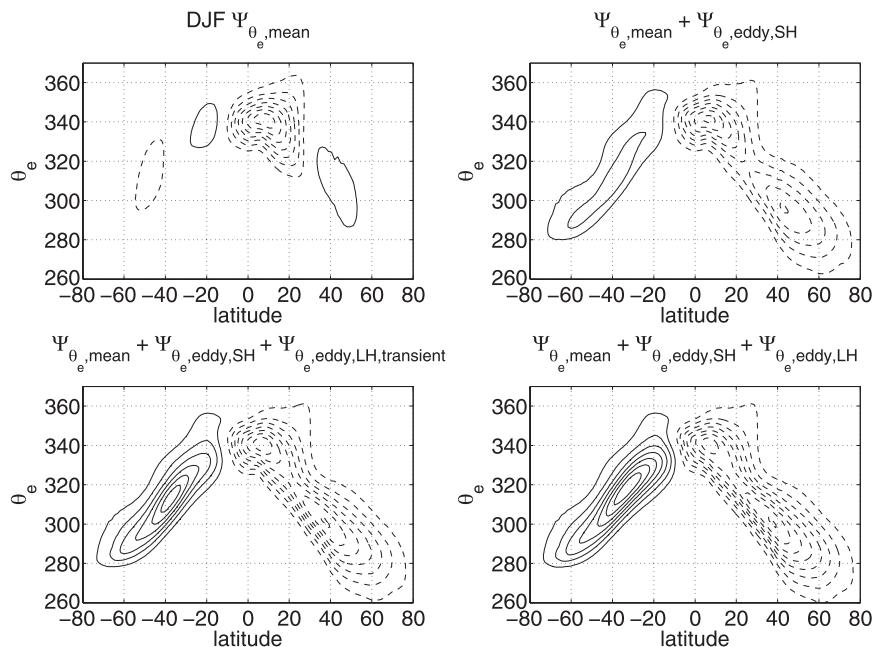 DJF Ψθe,mean
Ψθe,mean + Ψθe,eddy,SH
360
340
320
300
280
260
θe
−80 −60 −40 −20 0 20 40 60 80
latitude
360
340
320
300
280
260
θe
−80 −60 −40 −20 0 20 40 60 80
latitude
Ψθe,mean + Ψθe,eddy,SH + Ψθe,eddy,LH,transient
Ψθe,mean + Ψθe,eddy,SH + Ψθe,eddy,LH
360
340
320
300
280
260
θe
−80 −60 −40 −20 0 20 40 60 80
latitude
360
340
320
300
280
260
θe
−80 −60 −40 −20 0 20 40 60 80
latitude